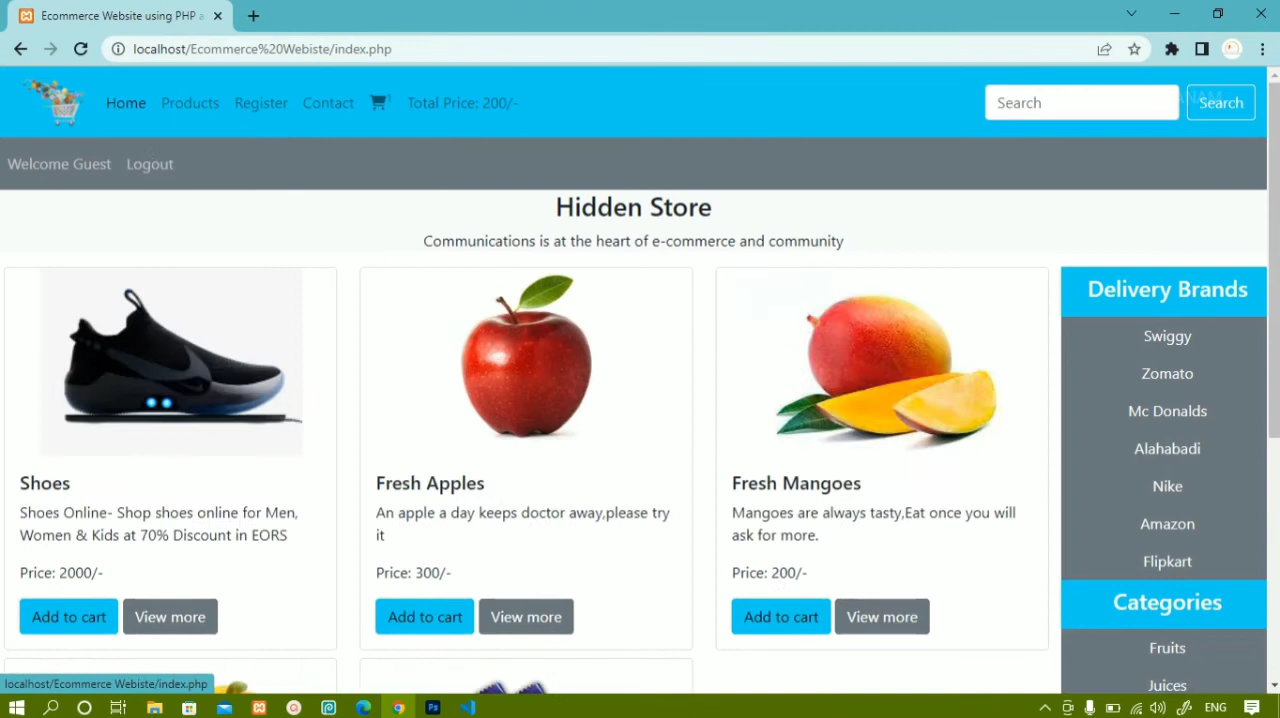 Ecommerce Website using PHP a
localhost/Ecommerce%20Webiste/index.php
Home Products Register Contact 1 Total Price: 200/- Search Search
Welcome Guest Logout
Hidden Store
Communications is at the heart of e-commerce and community
Shoes
Shoes Online- Shop shoes online for Men,
Women & Kids at 70% Discount in EORS
Price: 2000/-
Add to cart View more
Fresh Apples
An apple a day keeps doctor away,please try
it
Price: 300/-
Add to cart View more
Fresh Mangoes
Mangoes are always tasty,Eat once you will
ask for more.
Price: 200/-
Add to cart View more
Delivery Brands
Swiggy
Zomato
Mc Donalds
Alahabadi
Nike
Amazon
Flipkart
Categories
Fruits
Juices
localhost/Ecommerce Webiste/index.php
Ps
ENG